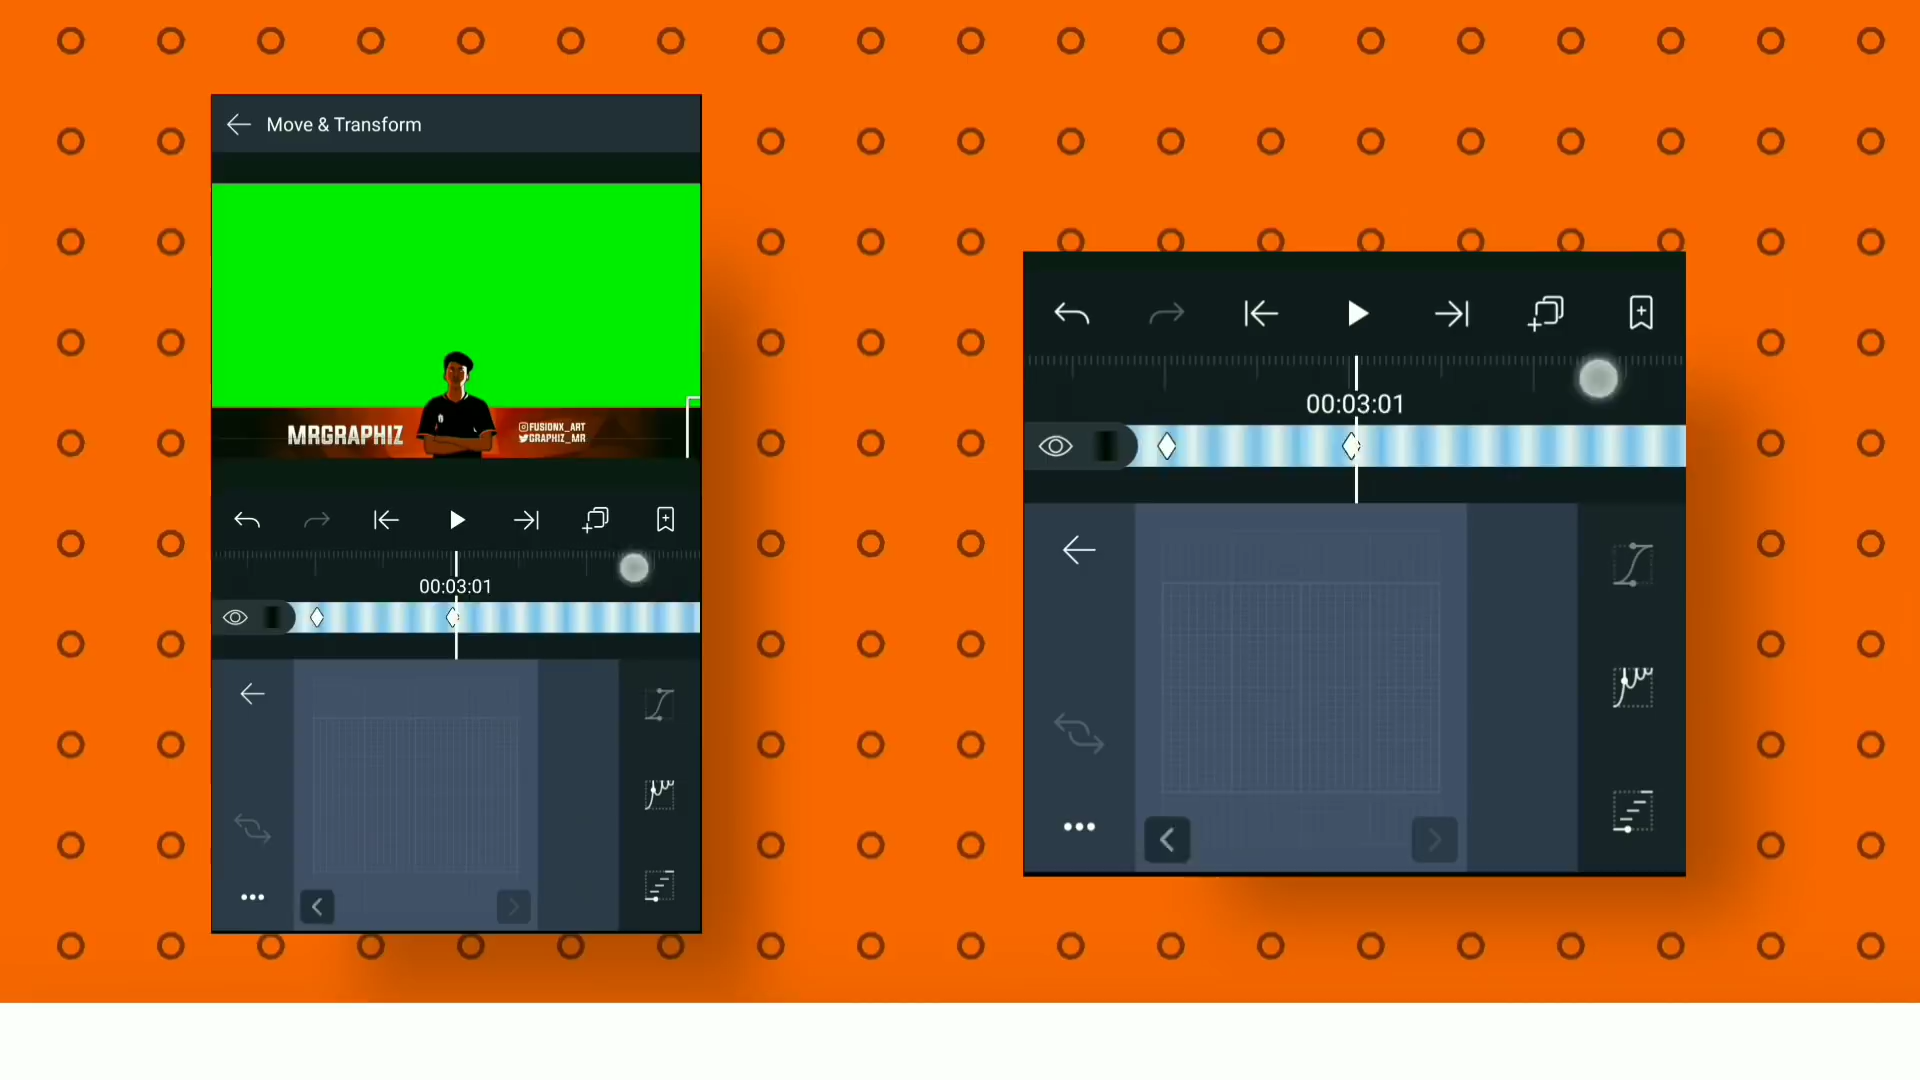 Move & Transform
MRGRAPHIZ
FUSIONX_ART
GRAPHIZ_MR
00:03:01
00:03:01